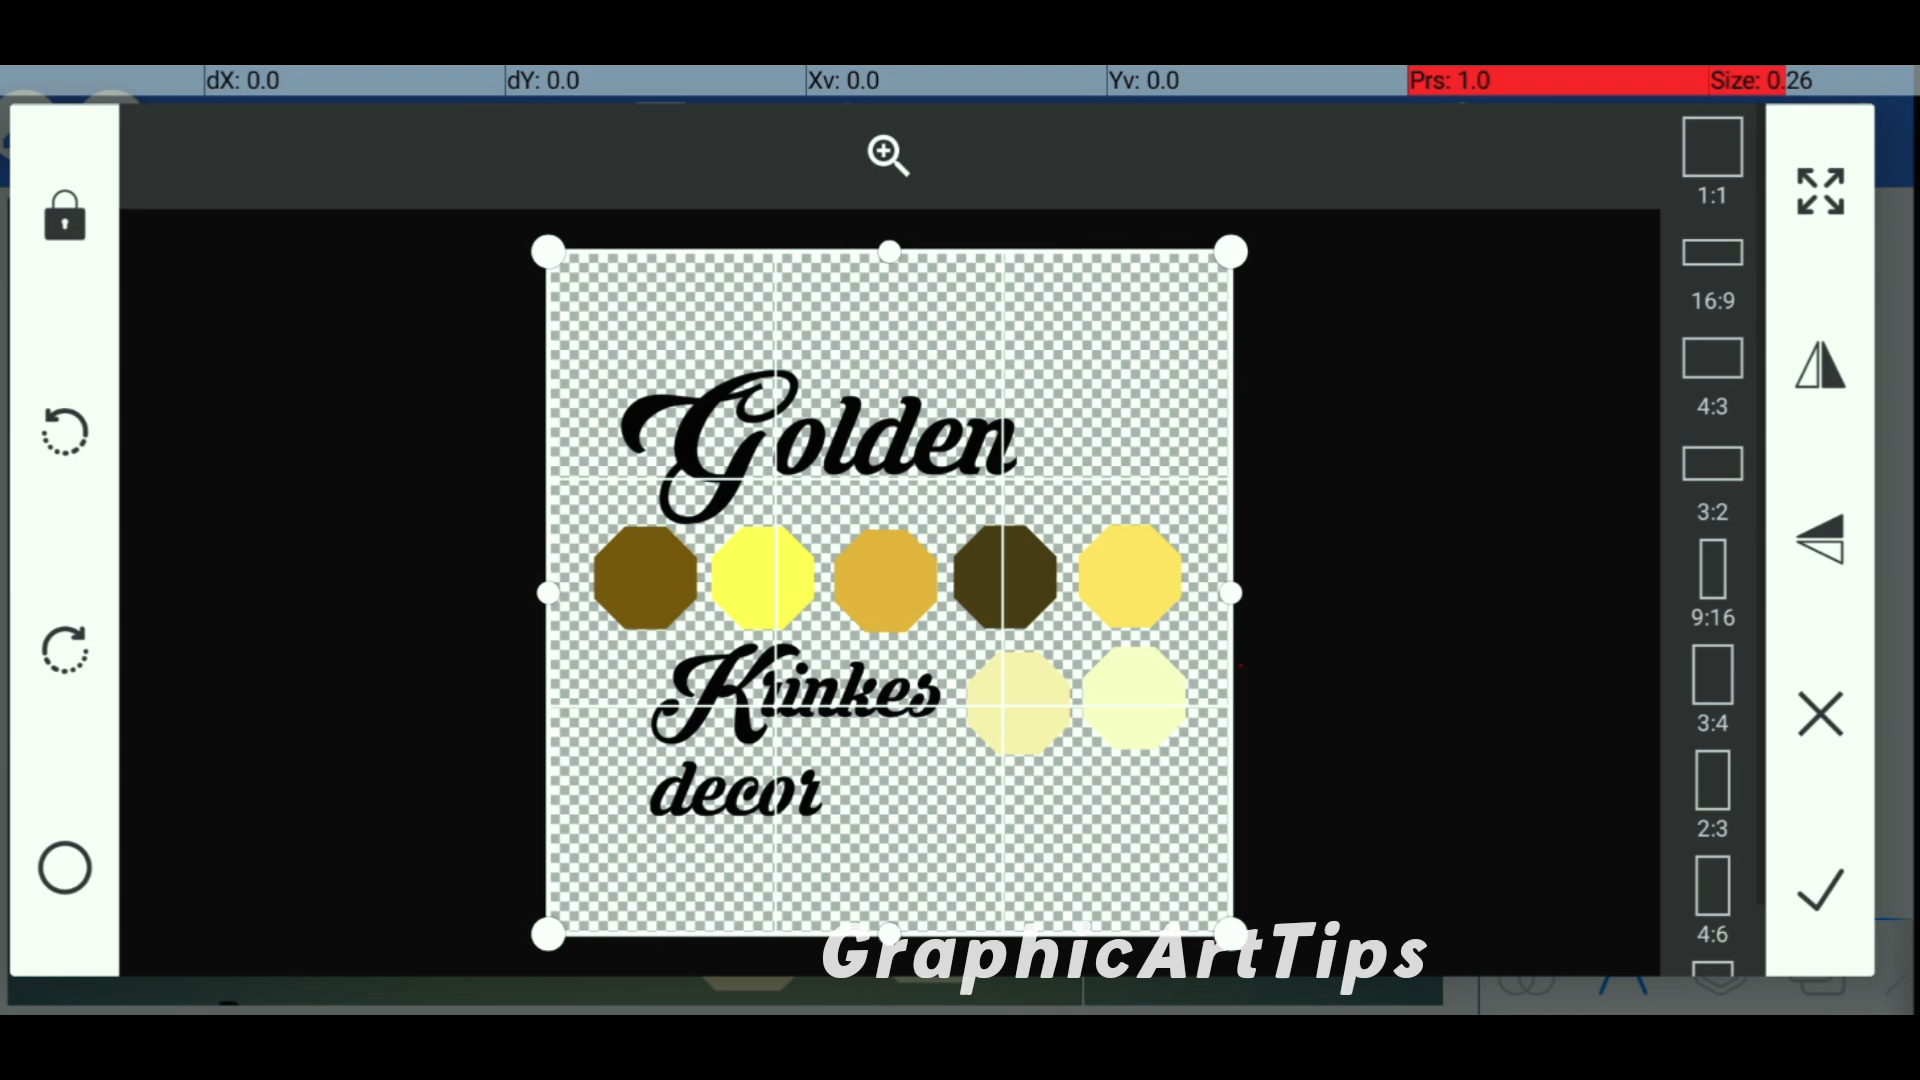 dX: 0.0
dY: 0.0
Xv: 0.0
Yv: 0.0
Prs: 1.0
Size: 0.26
1:1
16:9
4:3
3:2
9:16
3:4
2:3
4:6
Golden
Krinkes
decor
GraphicArtTips